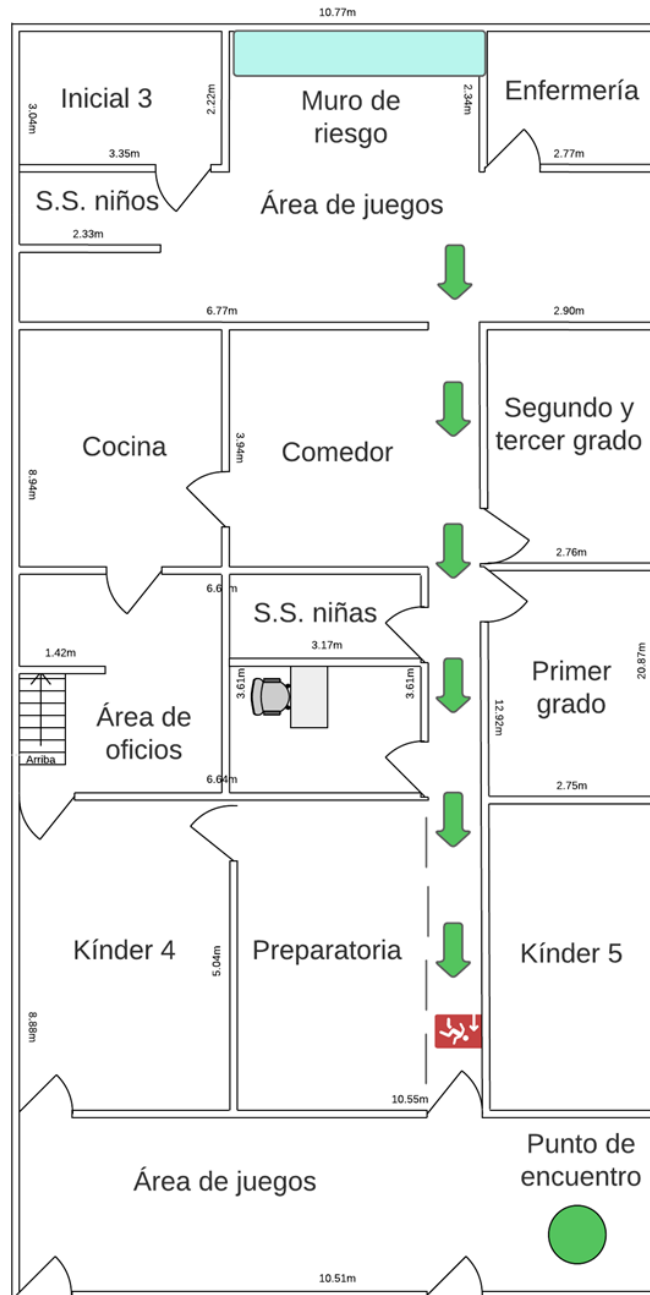 10.77m
Inicial 3
3.04m
2.22m
3.35m
Muro de
riesgo
2.34m
Enfermería
2.77m
S.S. niños
2.33m
Área de juegos
6.77m
2.90m
Cocina
8.94m
3.94m
Comedor
Segundo y
tercer grado
2.76m
S.S. niñas
3.17m
1.42m
3.61m
3.61m
Primer
grado
20.87m
12.92m
2.75m
Área de
oficios
Arriba
6.64m
Kínder 4
8.88m
5.04m
Preparatoria
Kínder 5
10.55m
Área de juegos
Punto de
encuentro
10.51m